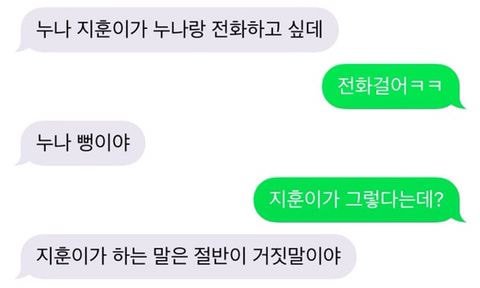 누나 지훈이가 누나랑 전화하고 싶데
전화걸어ㅋㅋ
누나 뻥이야
지훈이가 그렇다는데?
지훈이가 하는 말은 절반이 거짓말이야